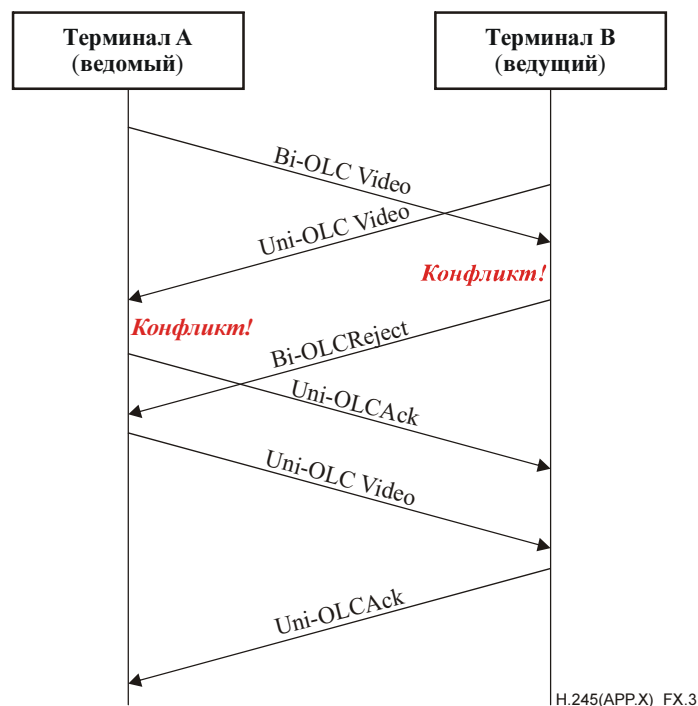 Терминал A
(ведомый)
Терминал B
(ведущий)
Bi-OLC Video
Uni-OLC Video
Конфликт!
Конфликт!
Bi-OLCReject
Uni-OLCAck
Uni-OLC Video
Uni-OLCAck
H.245(APP.X)_FX.3